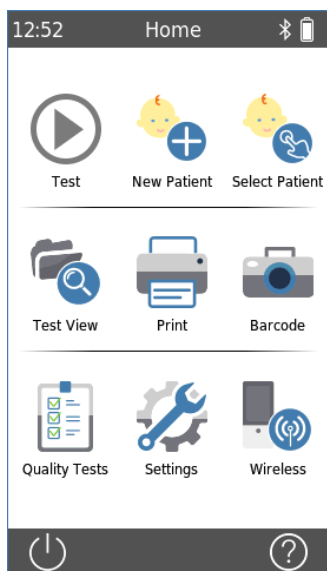 12:52 Home
Test New Patient Select Patient
Test View Print Barcode
Quality Tests Settings Wireless
?